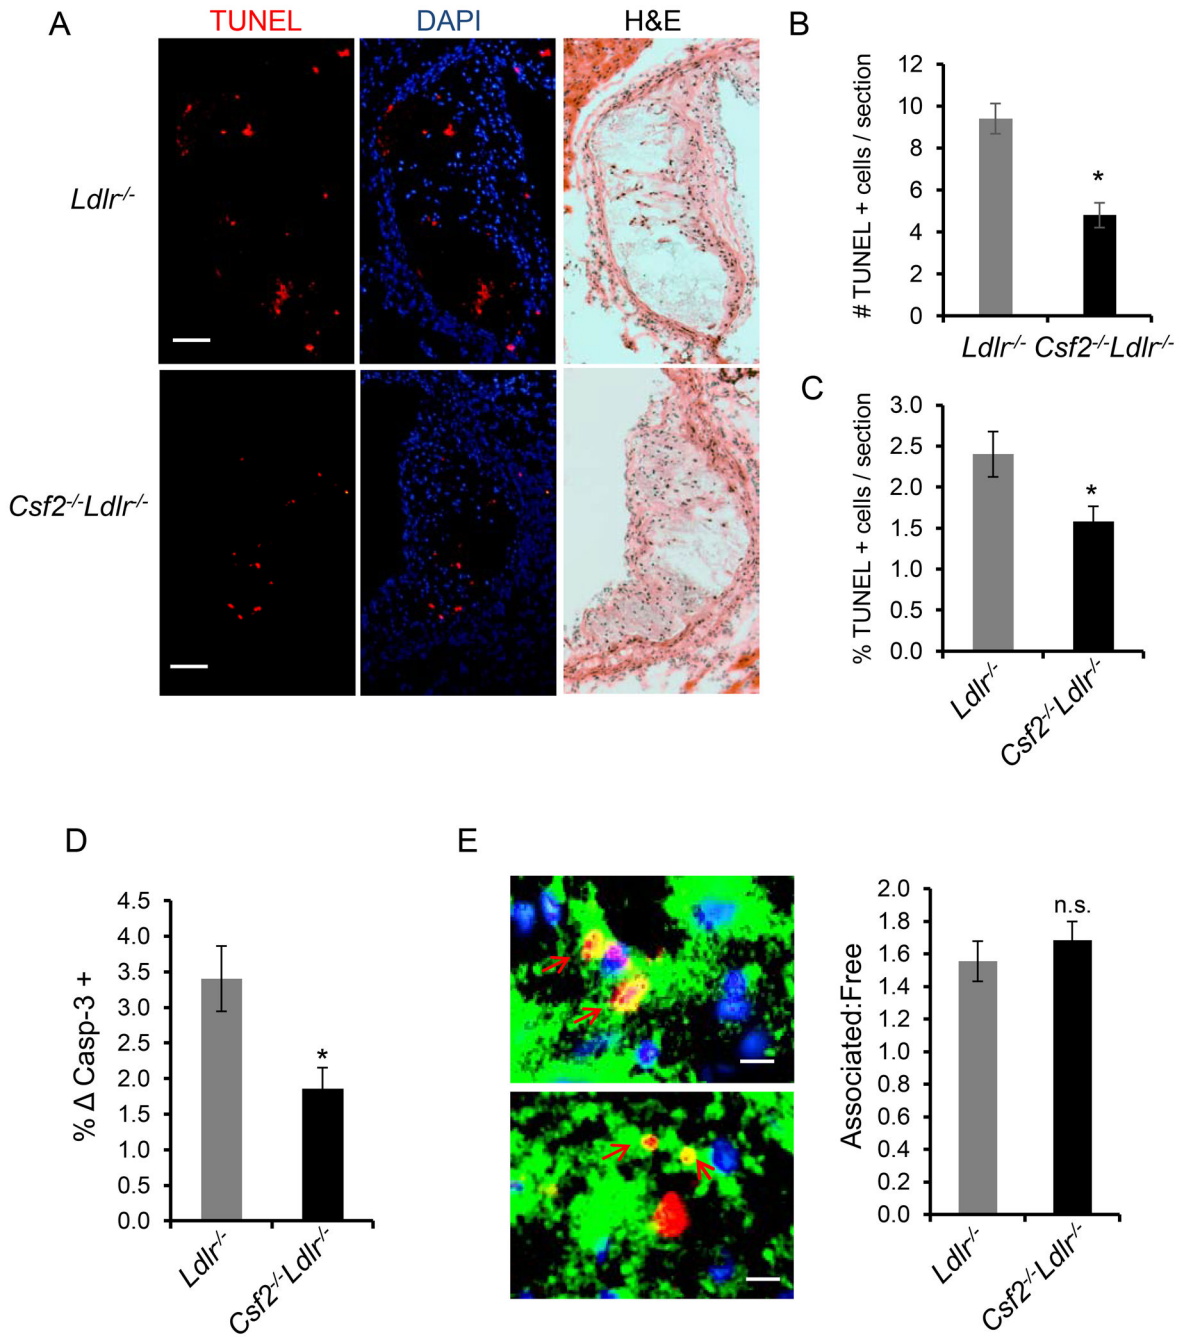 A
TUNEL
DAPI
H&E
Ldlr-/-
Csf2-/-Ldlr-/-
B
# TUNEL + cells / section
12
10
8
6
4
2
0
*
Ldlr-/- Csf2-/-Ldlr-/-
C
% TUNEL + cells / section
3.0
2.5
2.0
1.5
1.0
0.5
0.0
*
Ldlr-/-
Csf2-/-Ldlr-/-
D
% Δ Casp-3 +
4.5
4.0
3.5
3.0
2.5
2.0
1.5
1.0
0.5
0.0
*
Ldlr-/-
Csf2-/-Ldlr-/-
E
Associated:Free
2.0
1.8
1.6
1.4
1.2
1.0
0.8
0.6
0.4
0.2
0.0
n.s.
Ldlr-/-
Csf2-/-Ldlr-/-